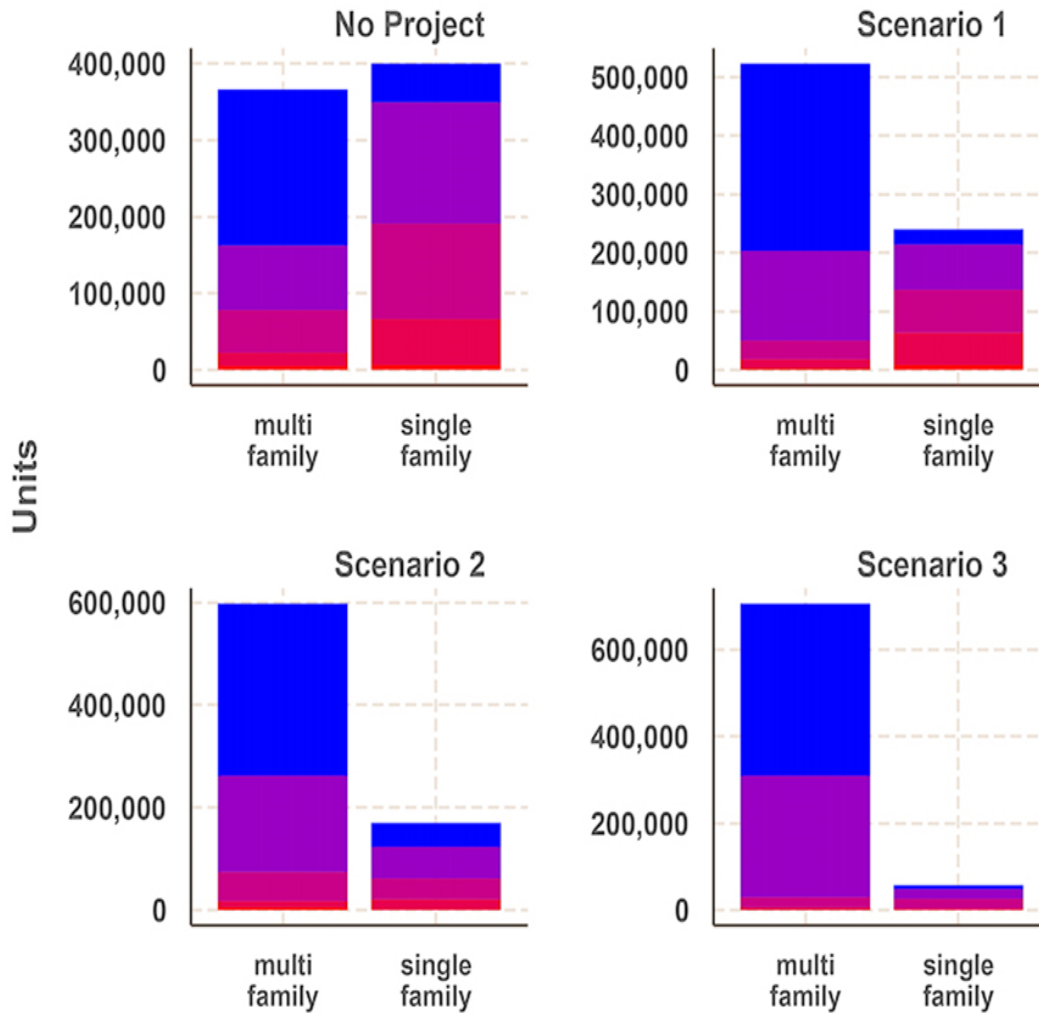 No Project
400,000
300,000
200,000
100,000
0
multi
family
single
family
Scenario 1
500,000
400,000
300,000
200,000
100,000
0
multi
family
single
family
Units
Scenario 2
600,000
400,000
200,000
0
multi
family
single
family
Scenario 3
600,000
400,000
200,000
0
multi
family
single
family